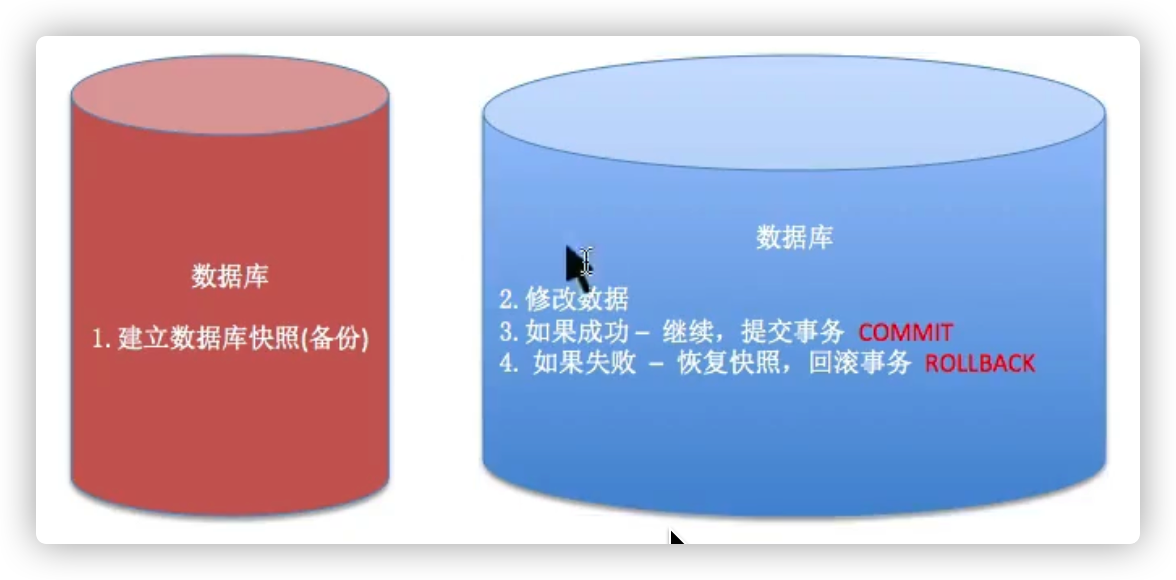 数据库
1. 建立数据库快照(备份)
数据库
2. 修改数据
3. 如果成功 – 继续，提交事务 COMMIT
4. 如果失败 – 恢复快照，回滚事务 ROLLBACK